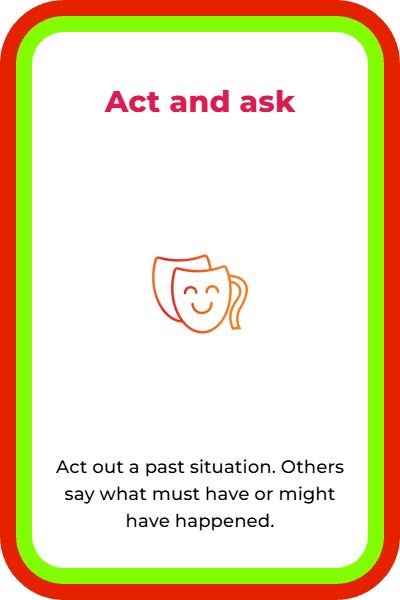 Act and ask
Act out a past situation. Others
say what must have or might
have happened.